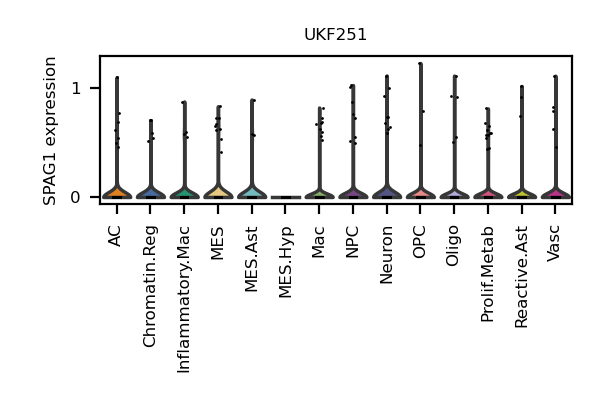 UKF251
SPAG1 expression
1
0
AC
Chromatin.Reg
Inflammatory.Mac
MES
MES.Ast
MES.Hyp
Mac
NPC
Neuron
OPC
Oligo
Prolif.Metab
Reactive.Ast
Vasc